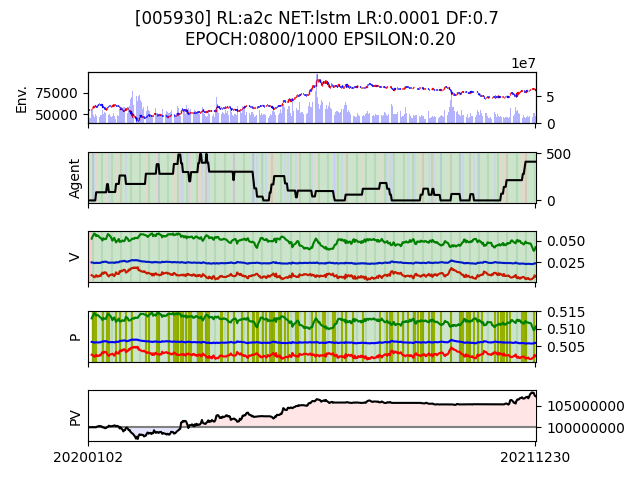 [005930] RL:a2c NET:lstm LR:0.0001 DF:0.7
EPOCH:0800/1000 EPSILON:0.20
1e7
Env.
75000
50000
5
0
Agent
500
0
V
0.050
0.025
P
0.515
0.510
0.505
PV
105000000
100000000
20200102
20211230